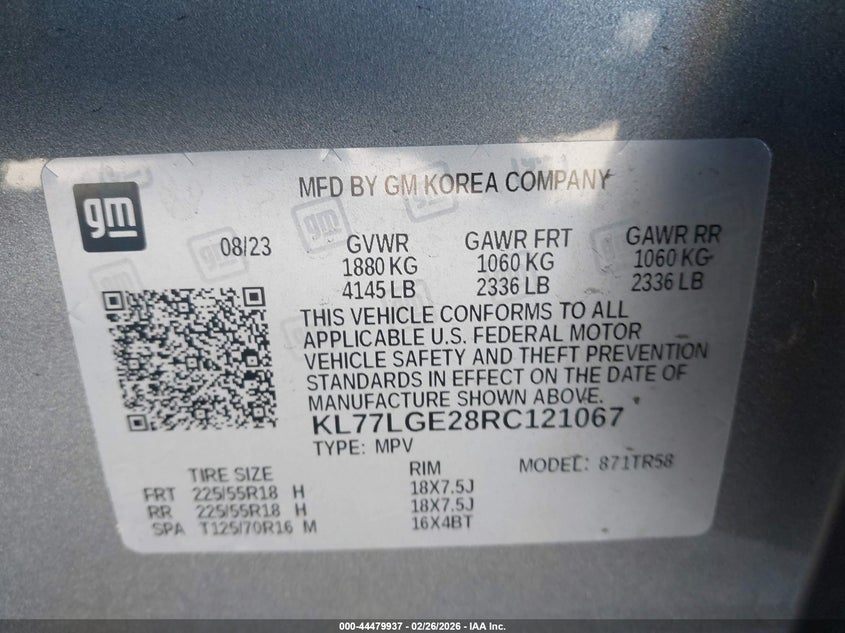 MFD BY GM KOREA COMPANY
gm
08/23
GVWR GAWR FRT GAWR RR
1880 KG 1060 KG 1060 KG
4145 LB 2336 LB 2336 LB
THIS VEHICLE CONFORMS TO ALL
APPLICABLE U.S. FEDERAL MOTOR
VEHICLE SAFETY AND THEFT PREVENTION
STANDARDS IN EFFECT ON THE DATE OF
MANUFACTURE SHOWN ABOVE.
KL77LGE28RC121067
TYPE: MPV
MODEL: 871TR58
TIRE SIZE RIM
FRT 225/55R18 H 18X7.5J
RR 225/55R18 H 18X7.5J
SPA T125/70R16 M 16X4BT
000-44479937 - 02/26/2026 - IAA Inc.